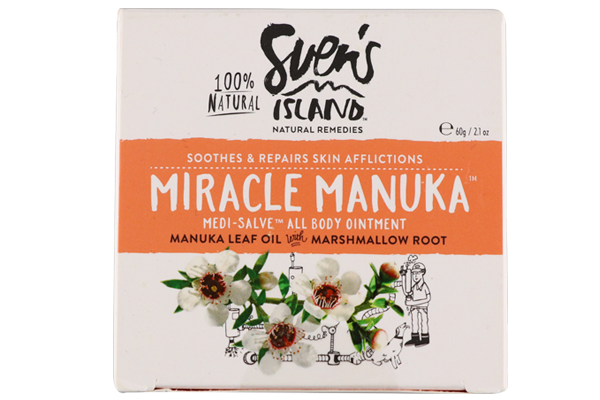 Sven's
100%
NATURAL
ISLAND™
NATURAL REMEDIES
℮ 60g / 2.1 oz
SOOTHES & REPAIRS SKIN AFFLICTIONS
MIRACLE MANUKA™
MEDI-SALVE™ ALL BODY OINTMENT
MANUKA LEAF OIL with MARSHMALLOW ROOT